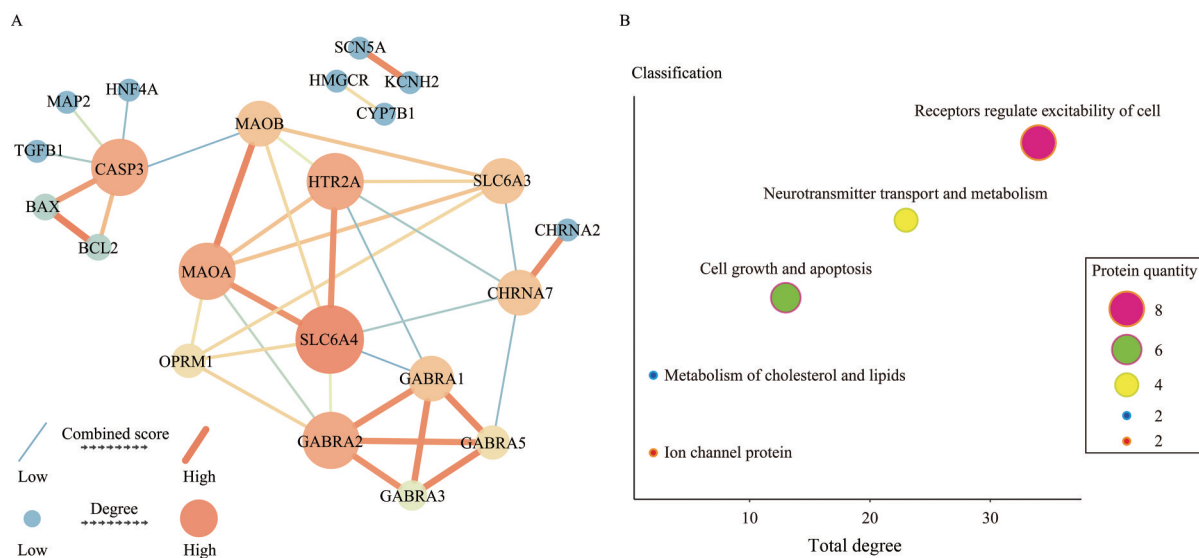 A
SCN5A
HMGCR
KCNH2
CYP7B1
HNF4A
MAP2
TGFB1
CASP3
BAX
BCL2
MAOB
HTR2A
SLC6A3
CHRNA2
MAOA
CHRNA7
SLC6A4
OPRM1
GABRA1
GABRA2
GABRA5
GABRA3
Combined score
Low
High
Degree
Low
High
B
Classification
Receptors regulate excitability of cell
Neurotransmitter transport and metabolism
Cell growth and apoptosis
Metabolism of cholesterol and lipids
Ion channel protein
Protein quantity
8
6
4
2
2
10 20 30
Total degree